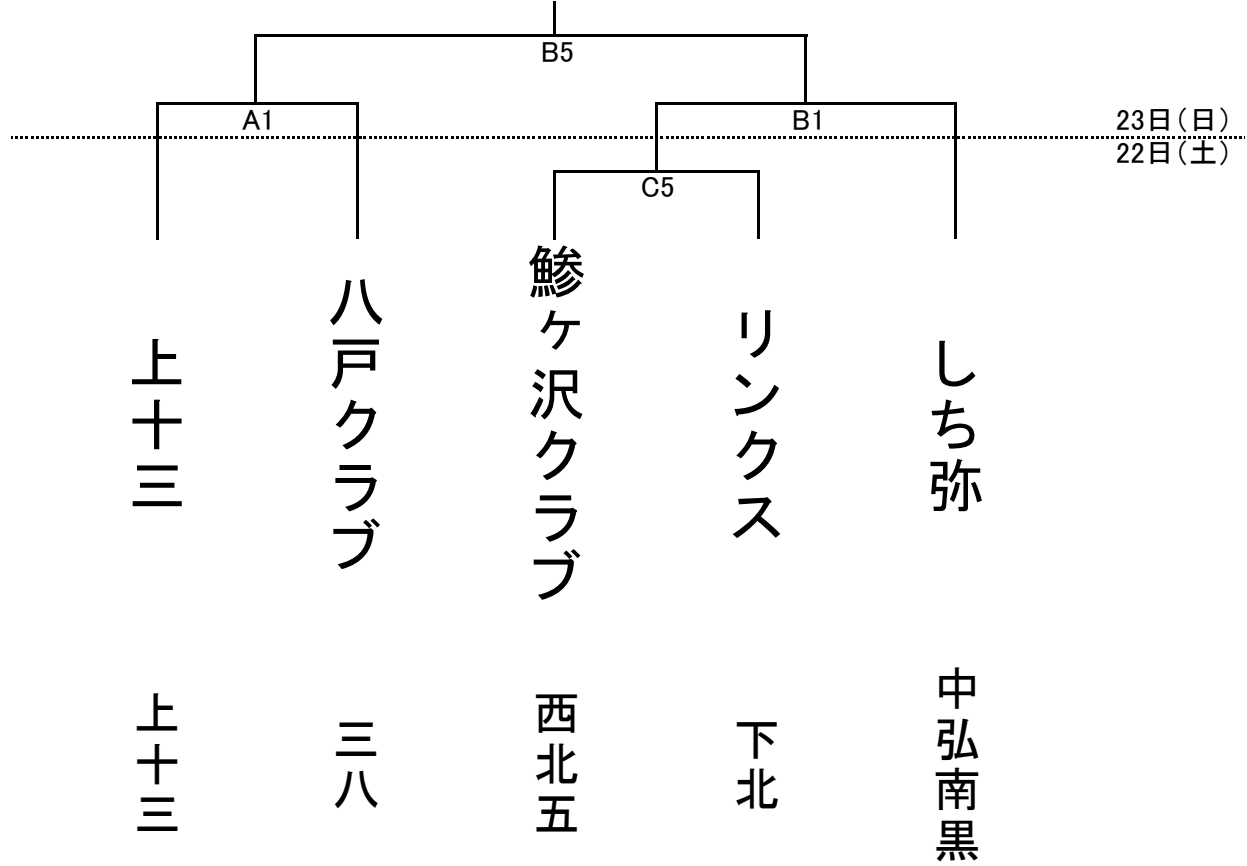 B5
A1
B1
23日(日)
22日(土)
C5
上十三
八戸クラブ
鰺ヶ沢クラブ
リンクス
しち弥
上十三
三八
西北五
下北
中弘南黒